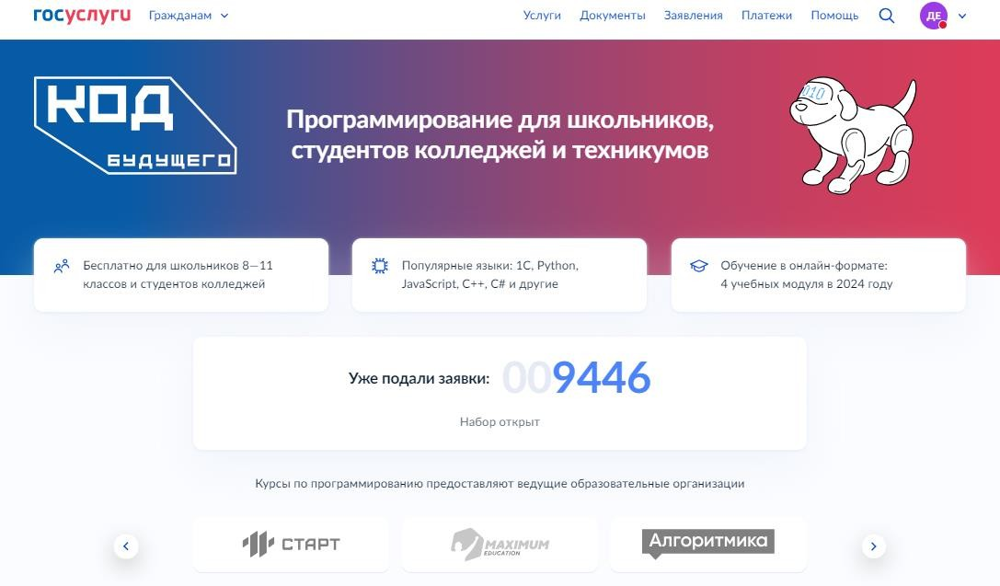 госуслуги Гражданам Услуги Документы Заявления Платежи Помощь ДЕ
КОД
БУДУЩЕГО
Программирование для школьников,
студентов колледжей и техникумов
010
Бесплатно для школьников 8—11
классов и студентов колледжей
Популярные языки: 1С, Python,
JavaScript, C++, C# и другие
Обучение в онлайн-формате:
4 учебных модуля в 2024 году
Уже подали заявки: 009446
Набор открыт
Курсы по программированию предоставляют ведущие образовательные организации
СТАРТ
MAXIMUM
EDUCATION
Алгоритмика